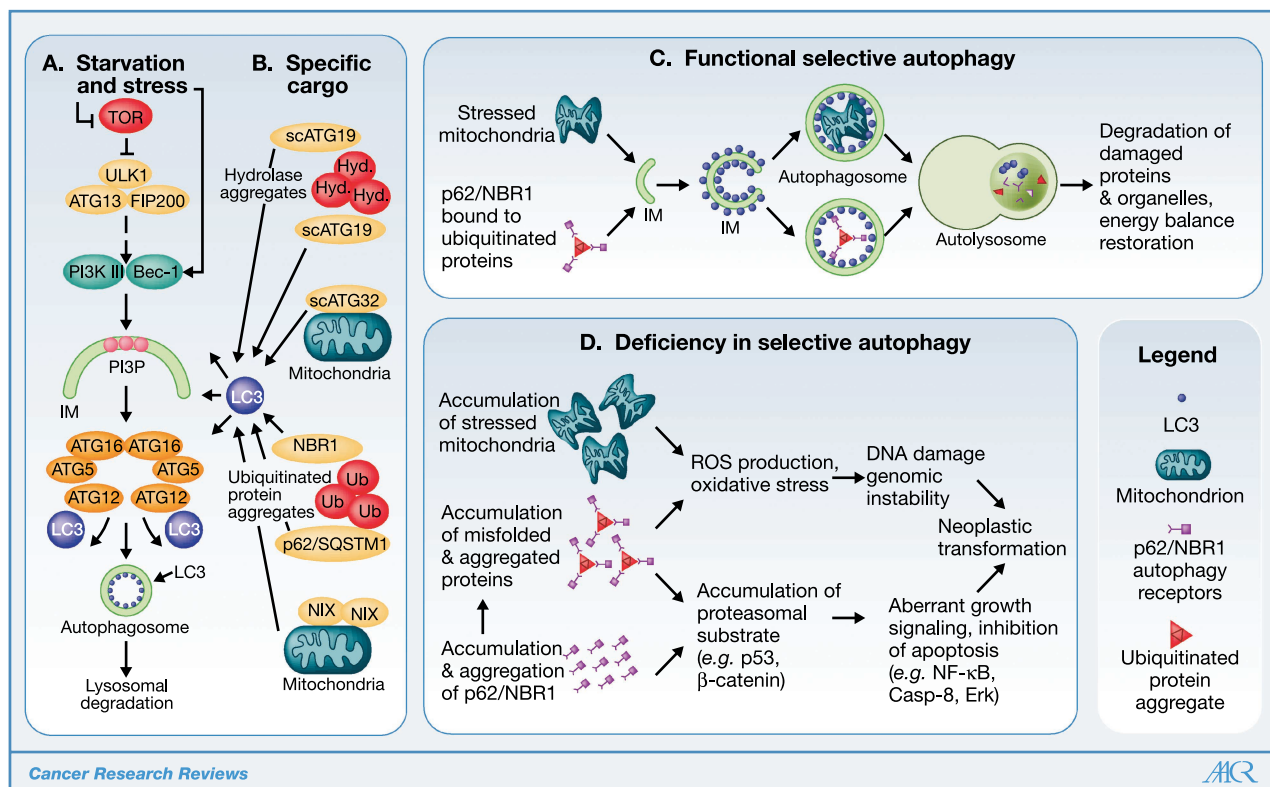 A. Starvation
and stress
TOR
ULK1
ATG13
FIP200
PI3K III
Bec-1
PI3P
IM
ATG16
ATG16
ATG5
ATG5
ATG12
ATG12
LC3
LC3
LC3
Autophagosome
Lysosomal
degradation
B. Specific
cargo
scATG19
Hydrolase
aggregates
Hyd.
Hyd.
Hyd.
scATG19
scATG32
Mitochondria
LC3
NBR1
Ubiquitinated
protein
aggregates
Ub
Ub
Ub
p62/SQSTM1
NIX
NIX
Mitochondria
C. Functional selective autophagy
Stressed
mitochondria
p62/NBR1
bound to
ubiquitinated
proteins
IM
IM
Autophagosome
Autolysosome
Degradation of
damaged
proteins
& organelles,
energy balance
restoration
D. Deficiency in selective autophagy
Accumulation
of stressed
mitochondria
Accumulation
of misfolded
& aggregated
proteins
Accumulation
& aggregation
of p62/NBR1
ROS production,
oxidative stress
DNA damage
genomic
instability
Neoplastic
transformation
Accumulation of
proteasomal
substrate
(e.g. p53,
β-catenin)
Aberrant growth
signaling, inhibition
of apoptosis
(e.g. NF-κB,
Casp-8, Erk)
Legend
LC3
Mitochondrion
p62/NBR1
autophagy
receptors
Ubiquitinated
protein
aggregate
Cancer Research Reviews
AACR